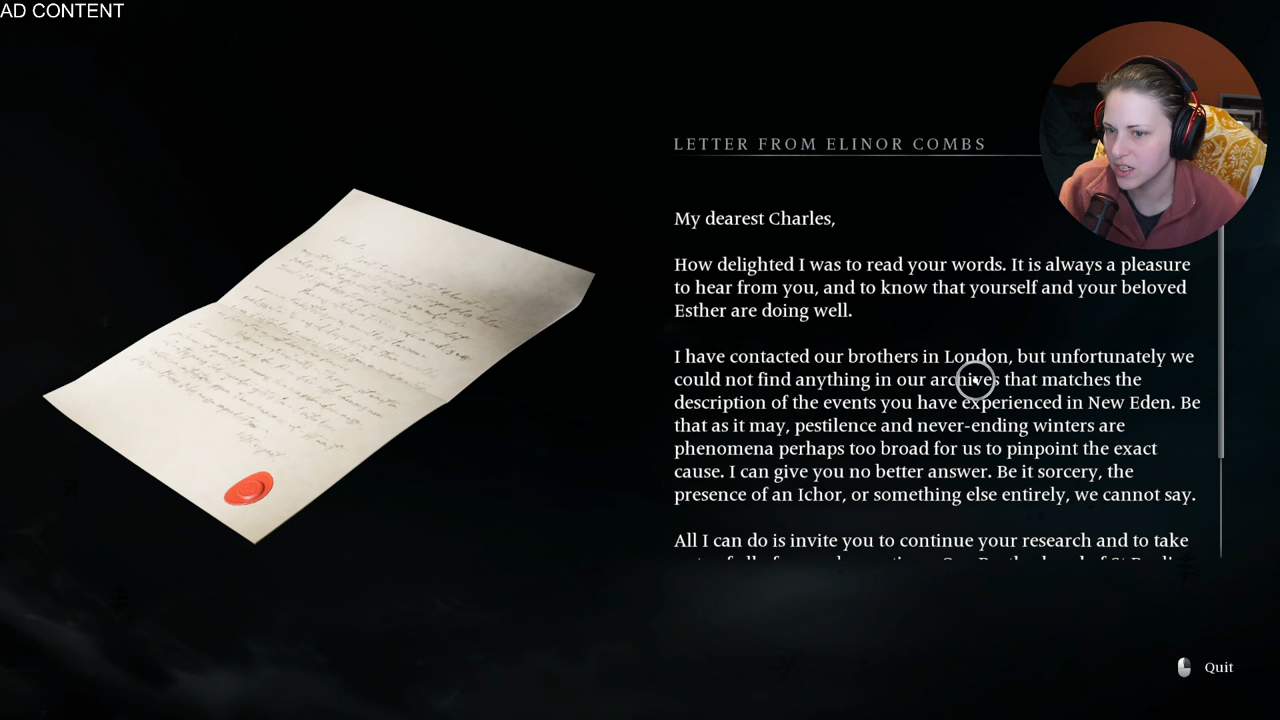 AD CONTENT
LETTER FROM ELINOR COMBS
My dearest Charles,
How delighted I was to read your words. It is always a pleasure
to hear from you, and to know that yourself and your beloved
Esther are doing well.
I have contacted our brothers in London, but unfortunately we
could not find anything in our archives that matches the
description of the events you have experienced in New Eden. Be
that as it may, pestilence and never-ending winters are
phenomena perhaps too broad for us to pinpoint the exact
cause. I can give you no better answer. Be it sorcery, the
presence of an Ichor, or something else entirely, we cannot say.
All I can do is invite you to continue your research and to take
Quit